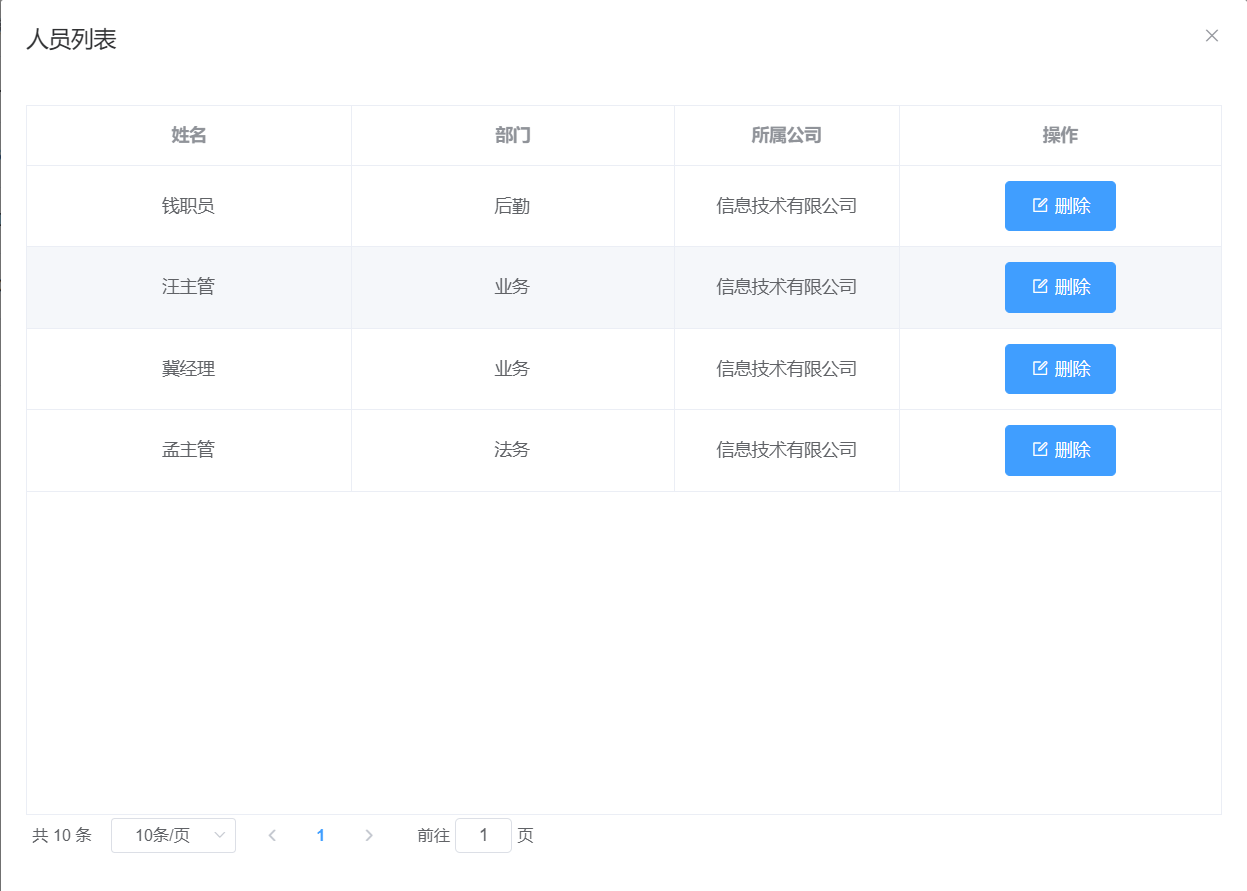 人员列表
姓名 部门 所属公司 操作
钱职员 后勤 信息技术有限公司 删除
汪主管 业务 信息技术有限公司 删除
冀经理 业务 信息技术有限公司 删除
孟主管 法务 信息技术有限公司 删除
共 10 条 10条/页 1 前往 1 页